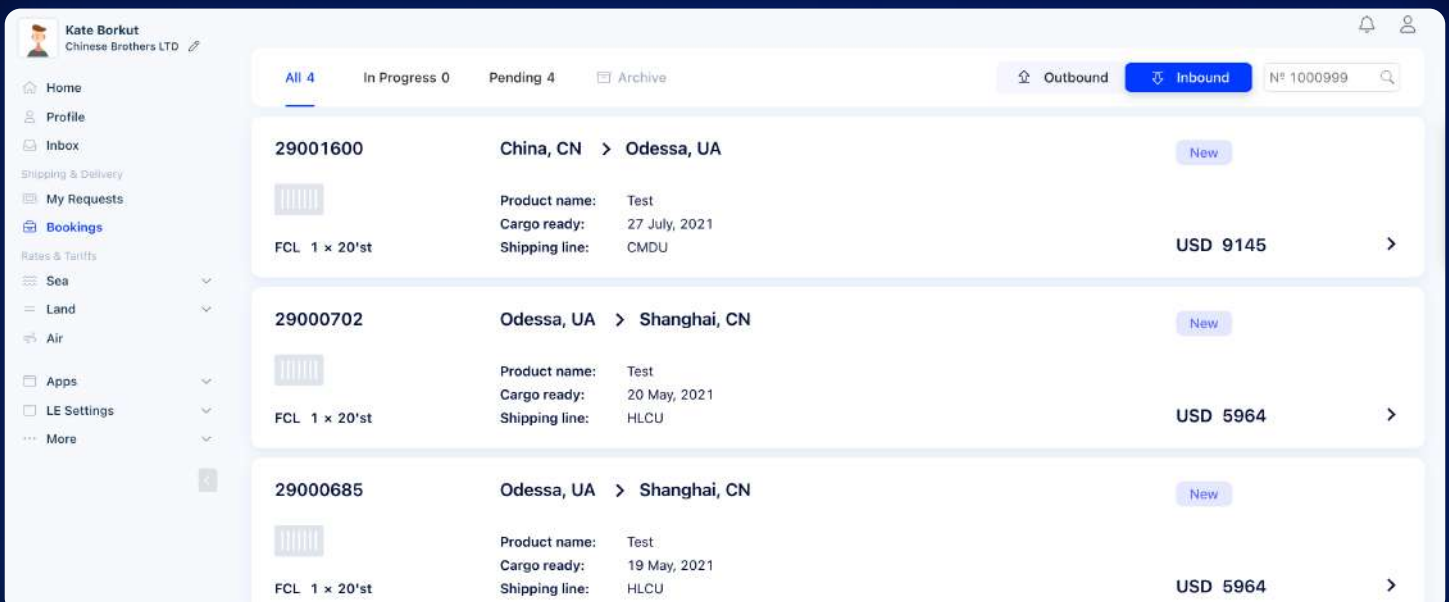 Kate Borkut
Chinese Brothers LTD
Home
Profile
Inbox
Shipping & Delivery
My Requests
Bookings
Rates & Tariffs
Sea
Land
Air
Apps
LE Settings
More
All 4 In Progress 0 Pending 4 Archive Outbound Inbound Nº 1000999
29001600 China, CN > Odessa, UA New
Product name: Test
Cargo ready: 27 July, 2021
FCL 1 × 20'st Shipping line: CMDU USD 9145 >
29000702 Odessa, UA > Shanghai, CN New
Product name: Test
Cargo ready: 20 May, 2021
FCL 1 × 20'st Shipping line: HLCU USD 5964 >
29000685 Odessa, UA > Shanghai, CN New
Product name: Test
Cargo ready: 19 May, 2021
FCL 1 × 20'st Shipping line: HLCU USD 5964 >